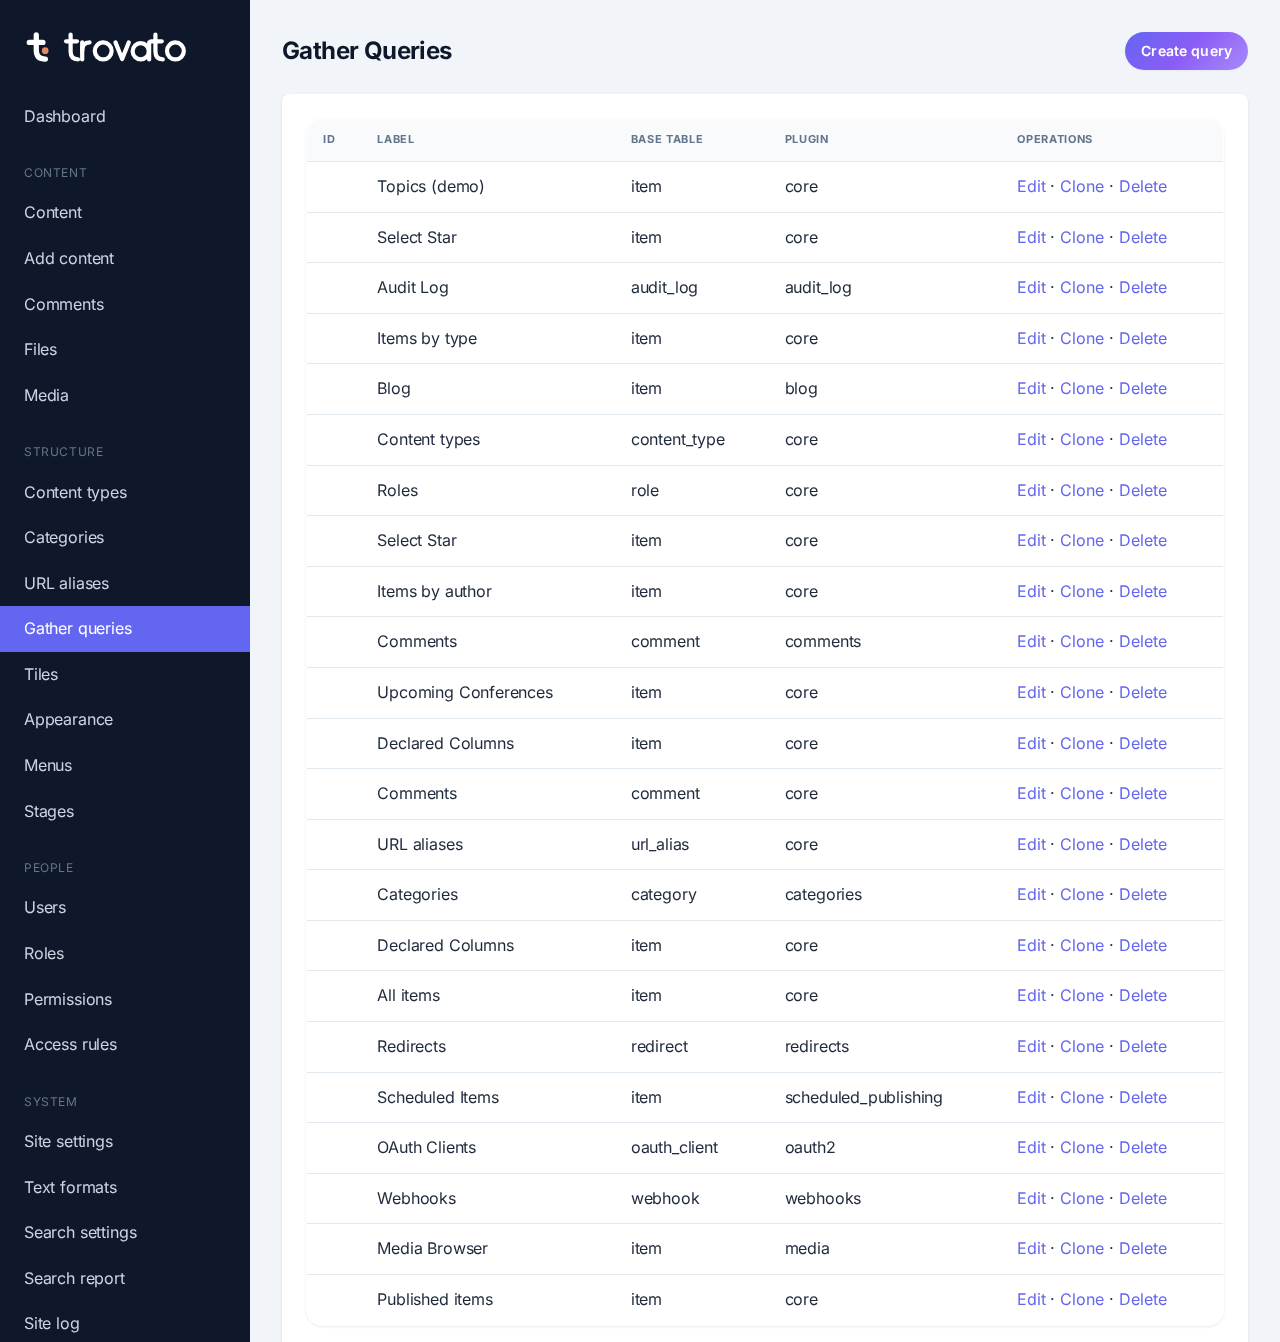 t trovato
Dashboard
CONTENT
Content
Add content
Comments
Files
Media
STRUCTURE
Content types
Categories
URL aliases
Gather queries
Tiles
Appearance
Menus
Stages
PEOPLE
Users
Roles
Permissions
Access rules
SYSTEM
Site settings
Text formats
Search settings
Search report
Site log
Gather Queries
Create query
ID LABEL BASE TABLE PLUGIN OPERATIONS
Topics (demo) item core Edit · Clone · Delete
Select Star item core Edit · Clone · Delete
Audit Log audit_log audit_log Edit · Clone · Delete
Items by type item core Edit · Clone · Delete
Blog item blog Edit · Clone · Delete
Content types content_type core Edit · Clone · Delete
Roles role core Edit · Clone · Delete
Select Star item core Edit · Clone · Delete
Items by author item core Edit · Clone · Delete
Comments comment comments Edit · Clone · Delete
Upcoming Conferences item core Edit · Clone · Delete
Declared Columns item core Edit · Clone · Delete
Comments comment core Edit · Clone · Delete
URL aliases url_alias core Edit · Clone · Delete
Categories category categories Edit · Clone · Delete
Declared Columns item core Edit · Clone · Delete
All items item core Edit · Clone · Delete
Redirects redirect redirects Edit · Clone · Delete
Scheduled Items item scheduled_publishing Edit · Clone · Delete
OAuth Clients oauth_client oauth2 Edit · Clone · Delete
Webhooks webhook webhooks Edit · Clone · Delete
Media Browser item media Edit · Clone · Delete
Published items item core Edit · Clone · Delete